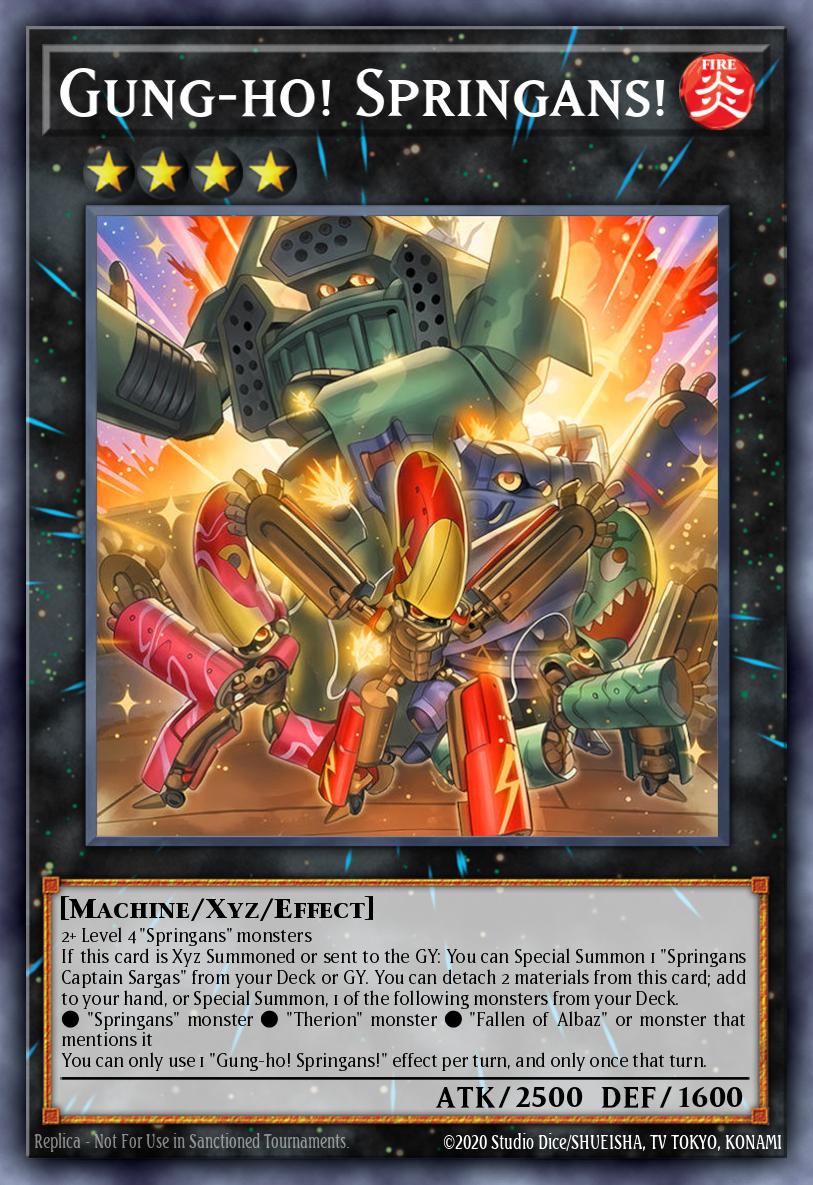 Gung-ho! Springans!
FIRE
炎
[Machine/Xyz/Effect]
2+ Level 4 "Springans" monsters
If this card is Xyz Summoned or sent to the GY: You can Special Summon 1 "Springans
Captain Sargas" from your Deck or GY. You can detach 2 materials from this card; add
to your hand, or Special Summon, 1 of the following monsters from your Deck.
● "Springans" monster ● "Therion" monster ● "Fallen of Albaz" or monster that
mentions it
You can only use 1 "Gung-ho! Springans!" effect per turn, and only once that turn.
ATK/2500 DEF/1600
Replica - Not For Use in Sanctioned Tournaments.
©2020 Studio Dice/SHUEISHA, TV TOKYO, KONAMI